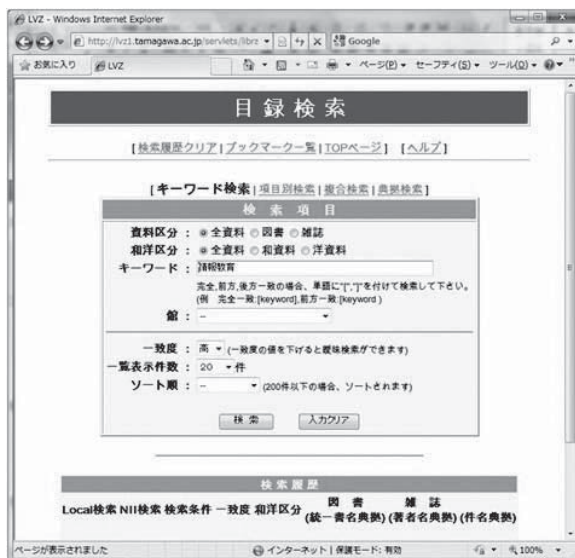 LVZ - Windows Internet Explorer
http://lvz1.tamagawa.ac.jp/servlets/libra
Google
お気に入り LVZ ページ(P) セーフティ(S) ツール(O)
目録検索
[検索履歴クリア|ブックマーク一覧|TOPページ] [ヘルプ]
[キーワード検索|項目別検索|複合検索|典拠検索]
検 索 項 目
資料区分 : 全資料 図書 雑誌
和洋区分 : 全資料 和資料 洋資料
キーワード : 情報教育
完全,前方,後方一致の場合、単語に"[","]"を付けて検索して下さい。
(例 完全一致:[keyword],前方一致:[keyword )
館 : --
一致度 : 高 (一致度の値を下げると曖昧検索ができます)
一覧表示件数 : 20 件
ソート順 : -- (200件以下の場合、ソートされます)
検 索 入力クリア
検 索 履 歴
Local検索 NII検索 検索条件 一致度 和洋区分 図 書 雑 誌
(統一書名典拠) (著者名典拠) (件名典拠)
ページが表示されました インターネット | 保護モード: 有効 100%